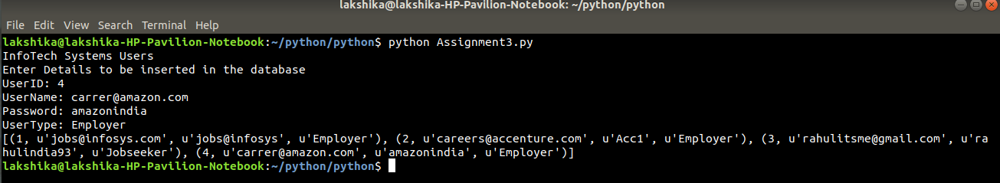 lakshika@lakshika-HP-Pavilion-Notebook: ~/python/python
File Edit View Search Terminal Help
lakshika@lakshika-HP-Pavilion-Notebook:~/python/python$ python Assignment3.py
InfoTech Systems Users
Enter Details to be inserted in the database
UserID: 4
UserName: carrer@amazon.com
Password: amazonindia
UserType: Employer
[(1, u'jobs@infosys.com', u'jobs@infosys', u'Employer'), (2, u'careers@accenture.com', u'Acc1', u'Employer'), (3, u'rahulitsme@gmail.com', u'ra
hulindia93', u'Jobseeker'), (4, u'carrer@amazon.com', u'amazonindia', u'Employer')]
lakshika@lakshika-HP-Pavilion-Notebook:~/python/python$